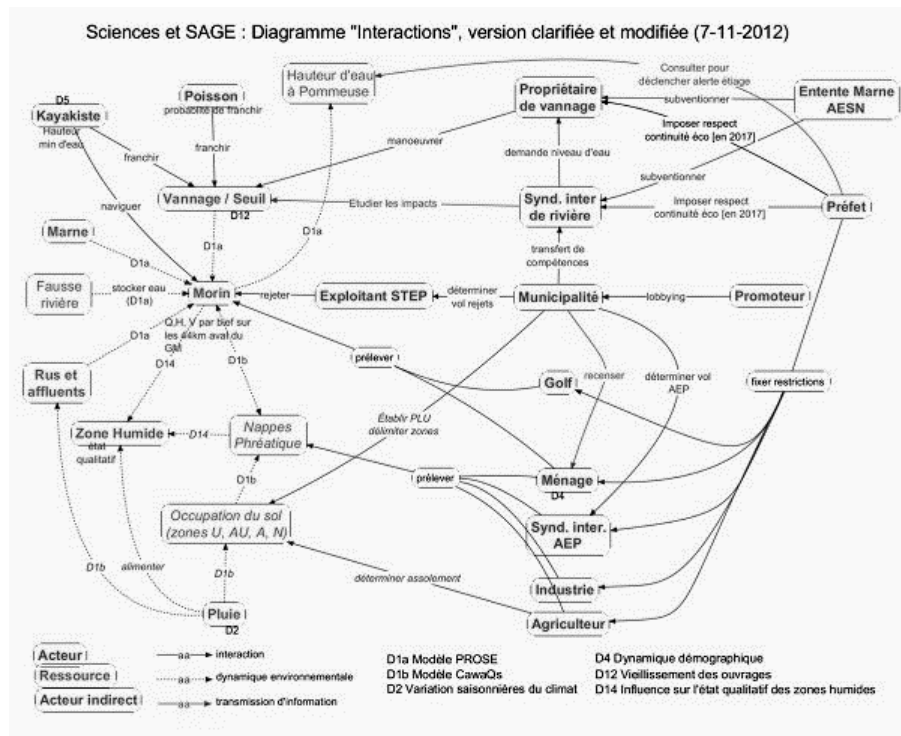 Sciences et SAGE : Diagramme "Interactions", version clarifiée et modifiée (7-11-2012)
Hauteur d'eau
à Pommeuse
Consulter pour
déclencher alerte étiage
Poisson
probabilité de franchir
D5
Kayakiste
Hauteur
min d'eau
Propriétaire
de vannage
subventionner
Entente Marne
AESN
Imposer respect
continuité éco [en 2017]
manoeuvrer
franchir
franchir
demande niveau d'eau
subventionner
Vannage / Seuil
D12
Etudier les impacts
Synd. inter
de rivière
Imposer respect
continuité éco [en 2017]
Préfet
naviguer
Marne
D1a
D1a
D1a
transfert de
compétences
Fausse
rivière
stocker eau
(D1a)
Morin
rejeter
Exploitant STEP
déterminer
vol rejets
Municipalité
lobbying
Promoteur
Q,H, V par bief sur
les 44km aval du
GM
D1a
D14
D1b
prélever
Rus et
affluents
Golf
recenser
déterminer vol
AEP
fixer restrictions
Établir PLU
délimiter zones
Zone Humide
état
qualitatif
D14
Nappes
Phréatique
D1b
prélever
Ménage
D4
Occupation du sol
(zones U, AU, A, N)
Synd. inter.
AEP
D1b
alimenter
D1b
déterminer assolement
Industrie
Pluie
D2
Agriculteur
Acteur
Ressource
Acteur indirect
aa interaction
aa dynamique environnementale
aa transmission d'information
D1a Modèle PROSE
D1b Modèle CawaQs
D2 Variation saisonnières du climat
D4 Dynamique démographique
D12 Vieillissement des ouvrages
D14 Influence sur l'état qualitatif des zones humides